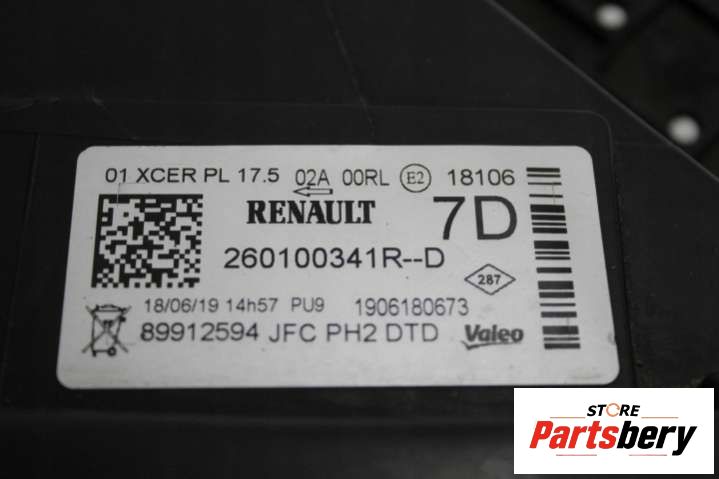 01 XCER PL 17.5 02A 00RL E2 18106
RENAULT 7D
260100341R--D
287
18/06/19 14h57 PU9 1906180673
89912594 JFC PH2 DTD Valeo
STORE
Partsbery